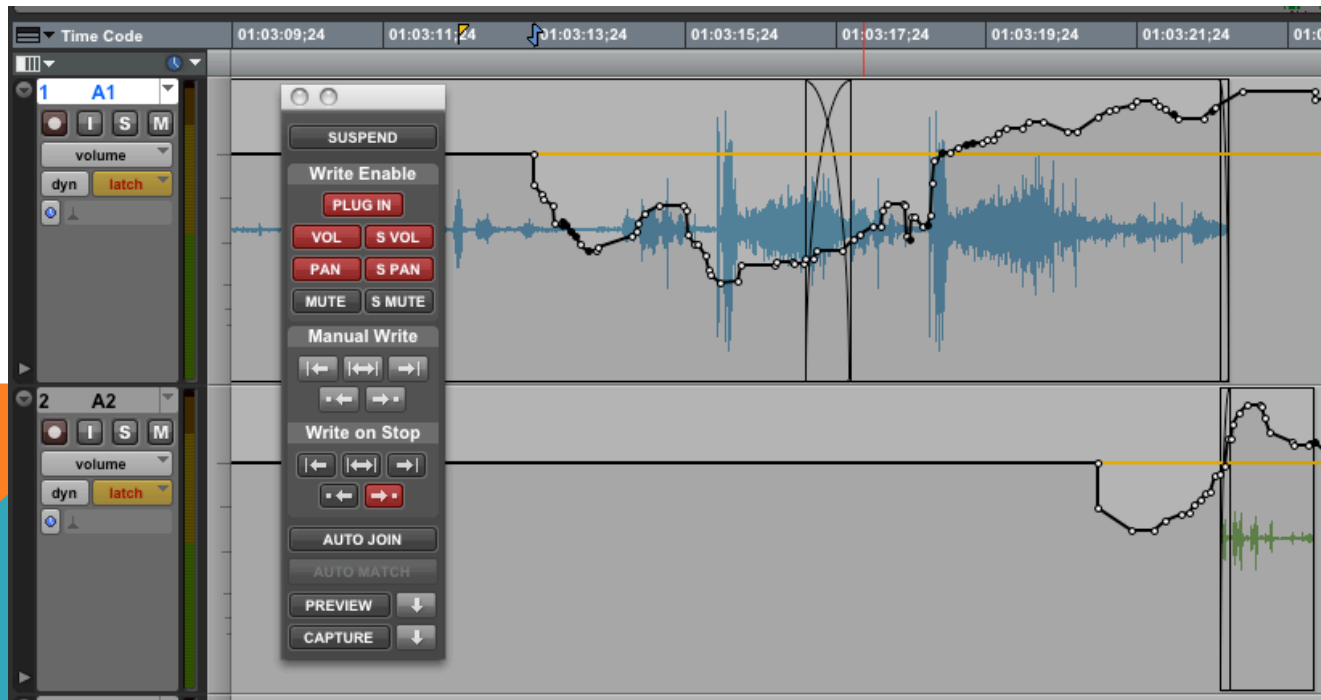 Time Code 01:03:09;24 01:03:11;24 01:03:13;24 01:03:15;24 01:03:17;24 01:03:19;24 01:03:21;24
1 A1
I S M
volume
dyn latch
SUSPEND
Write Enable
PLUG IN
VOL S VOL
PAN S PAN
MUTE S MUTE
Manual Write
Write on Stop
AUTO JOIN
AUTO MATCH
PREVIEW
CAPTURE
2 A2
I S M
volume
dyn latch